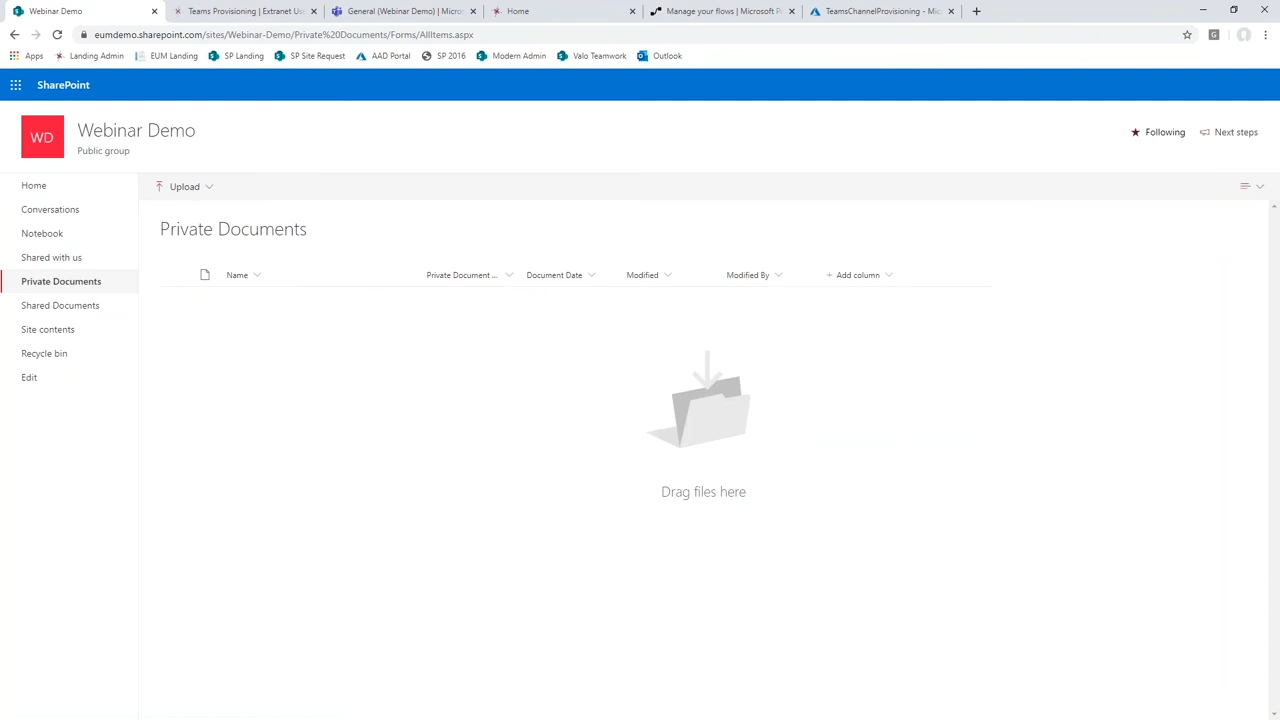 Webinar Demo
Teams Provisioning | Extranet Use
General (Webinar Demo) | Micros
Home
Manage your flows | Microsoft Po
TeamsChannelProvisioning - Mic
eumdemo.sharepoint.com/sites/Webinar-Demo/Private%20Documents/Forms/AllItems.aspx
G
Apps
Landing Admin
EUM Landing
SP Landing
SP Site Request
AAD Portal
SP 2016
Modern Admin
Valo Teamwork
Outlook
SharePoint
WD
Webinar Demo
Public group
Following
Next steps
Home
Conversations
Notebook
Shared with us
Private Documents
Shared Documents
Site contents
Recycle bin
Edit
Upload
Private Documents
Name
Private Document ...
Document Date
Modified
Modified By
+ Add column
Drag files here